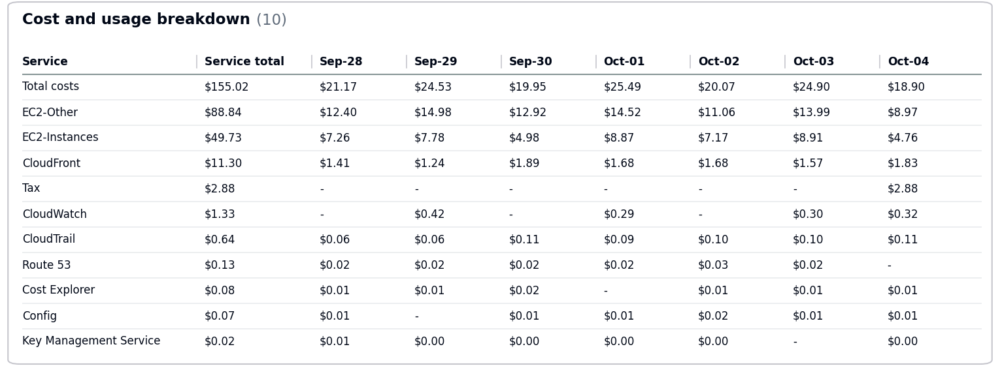 Cost and usage breakdown (10)
Service Service total Sep-28 Sep-29 Sep-30 Oct-01 Oct-02 Oct-03 Oct-04
Total costs $155.02 $21.17 $24.53 $19.95 $25.49 $20.07 $24.90 $18.90
EC2-Other $88.84 $12.40 $14.98 $12.92 $14.52 $11.06 $13.99 $8.97
EC2-Instances $49.73 $7.26 $7.78 $4.98 $8.87 $7.17 $8.91 $4.76
CloudFront $11.30 $1.41 $1.24 $1.89 $1.68 $1.68 $1.57 $1.83
Tax $2.88 - - - - - - $2.88
CloudWatch $1.33 - $0.42 - $0.29 - $0.30 $0.32
CloudTrail $0.64 $0.06 $0.06 $0.11 $0.09 $0.10 $0.10 $0.11
Route 53 $0.13 $0.02 $0.02 $0.02 $0.02 $0.03 $0.02 -
Cost Explorer $0.08 $0.01 $0.01 $0.02 - $0.01 $0.01 $0.01
Config $0.07 $0.01 - $0.01 $0.01 $0.02 $0.01 $0.01
Key Management Service $0.02 $0.01 $0.00 $0.00 $0.00 $0.00 - $0.00